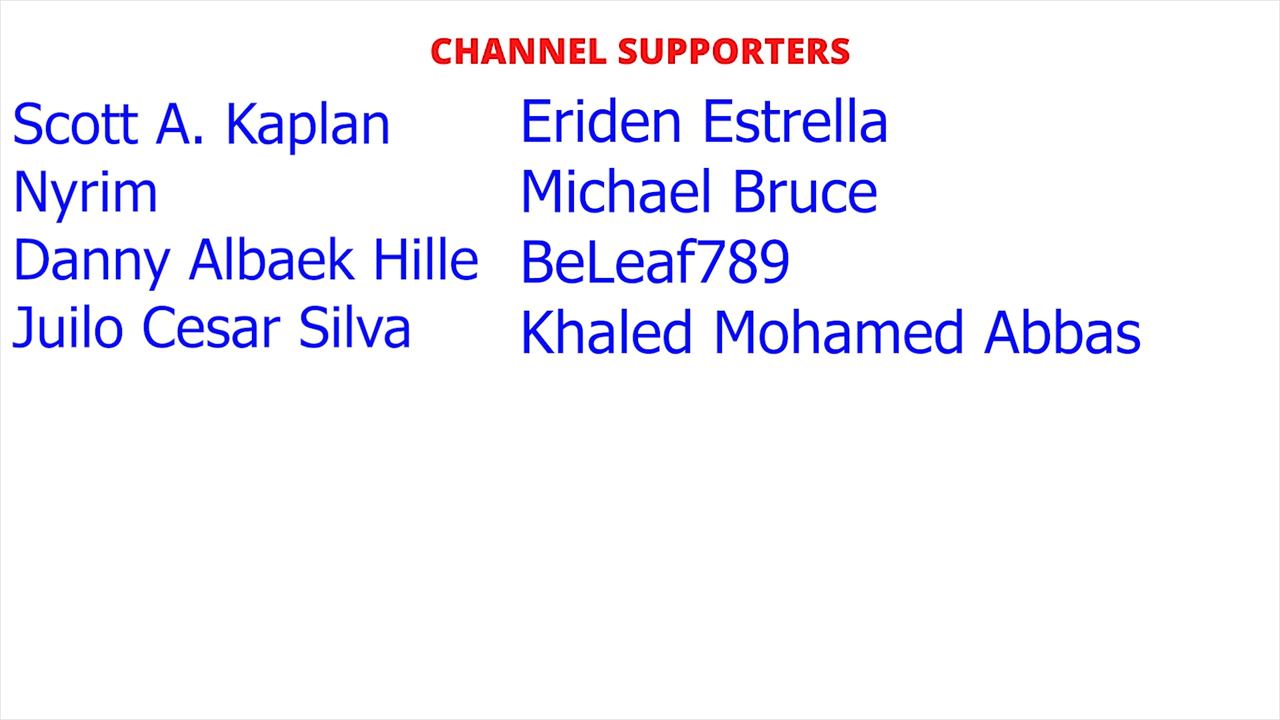 CHANNEL SUPPORTERS
Scott A. Kaplan
Nyrim
Danny Albaek Hille
Juilo Cesar Silva
Eriden Estrella
Michael Bruce
BeLeaf789
Khaled Mohamed Abbas